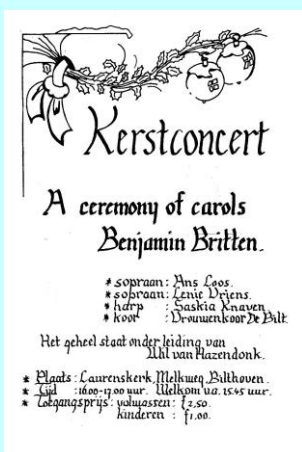 Kerstconcert
A ceremony of carols
Benjamin Britten.
* sopraan: Ans Loos.
* sopraan: Lenie Vriens.
* harp : Saskia Knaven
* koor : Vrouwenkoor De Bilt.
Het geheel staat onder leiding van
van Hazendonk.
* Plaats: Laurenskerk, Melkweg, Bilthoven.
* Tijd : 16.00-17.00 uur. Welkom v.a. 15.45 uur.
* Toegangsprijs: volwassen: f2,50.
kinderen : f1,00.